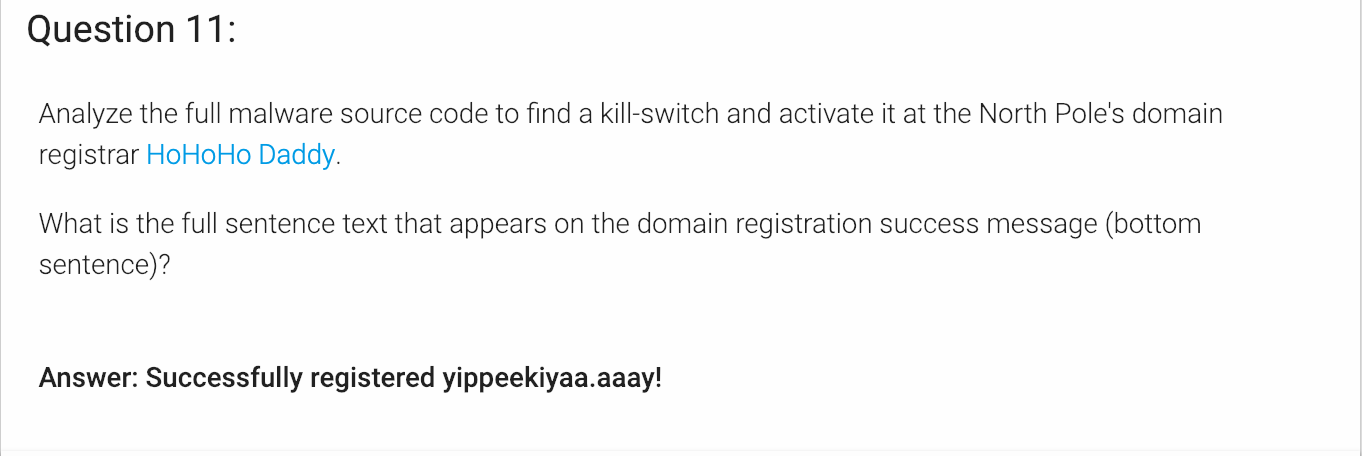 Question 11:
Analyze the full malware source code to find a kill-switch and activate it at the North Pole's domain
registrar HoHoHo Daddy.
What is the full sentence text that appears on the domain registration success message (bottom
sentence)?
Answer: Successfully registered yippeekiyaa.aaay!